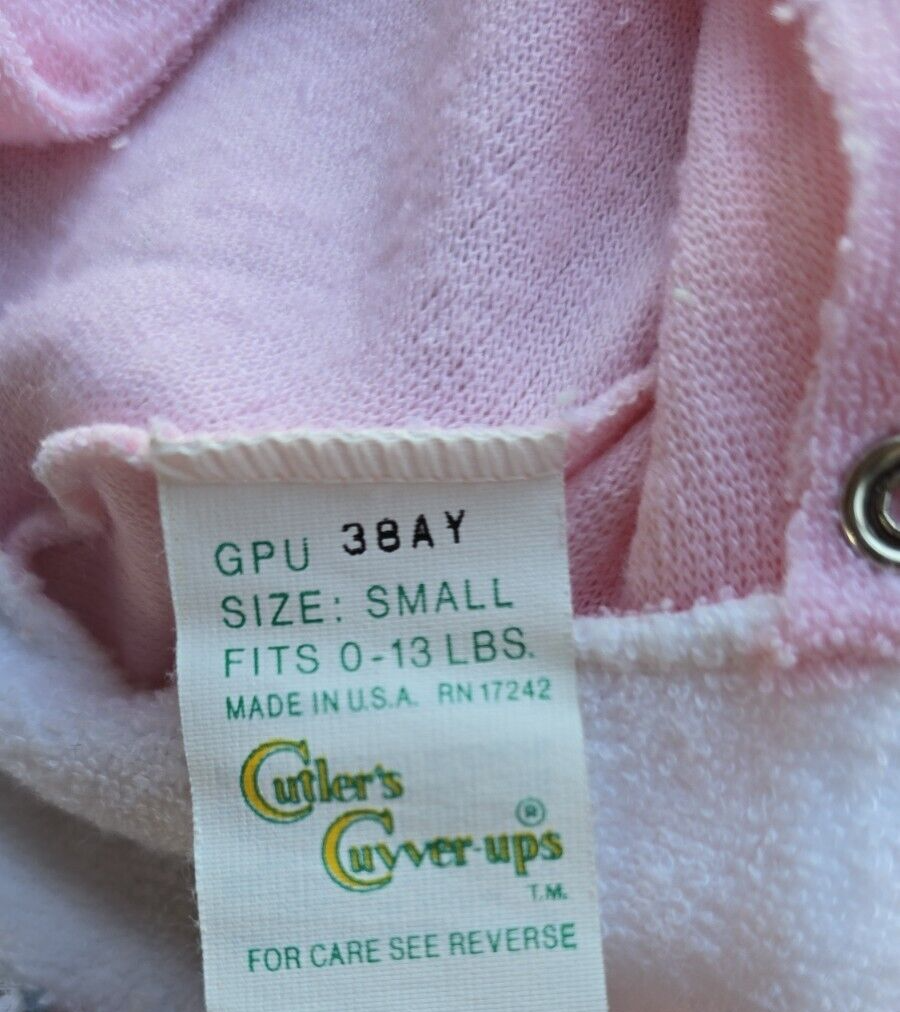 GPU 38AY
SIZE: SMALL
FITS 0-13 LBS.
MADE IN U.S.A. RN 17242
Cutler's
Cuvver-ups ®
T.M.
FOR CARE SEE REVERSE